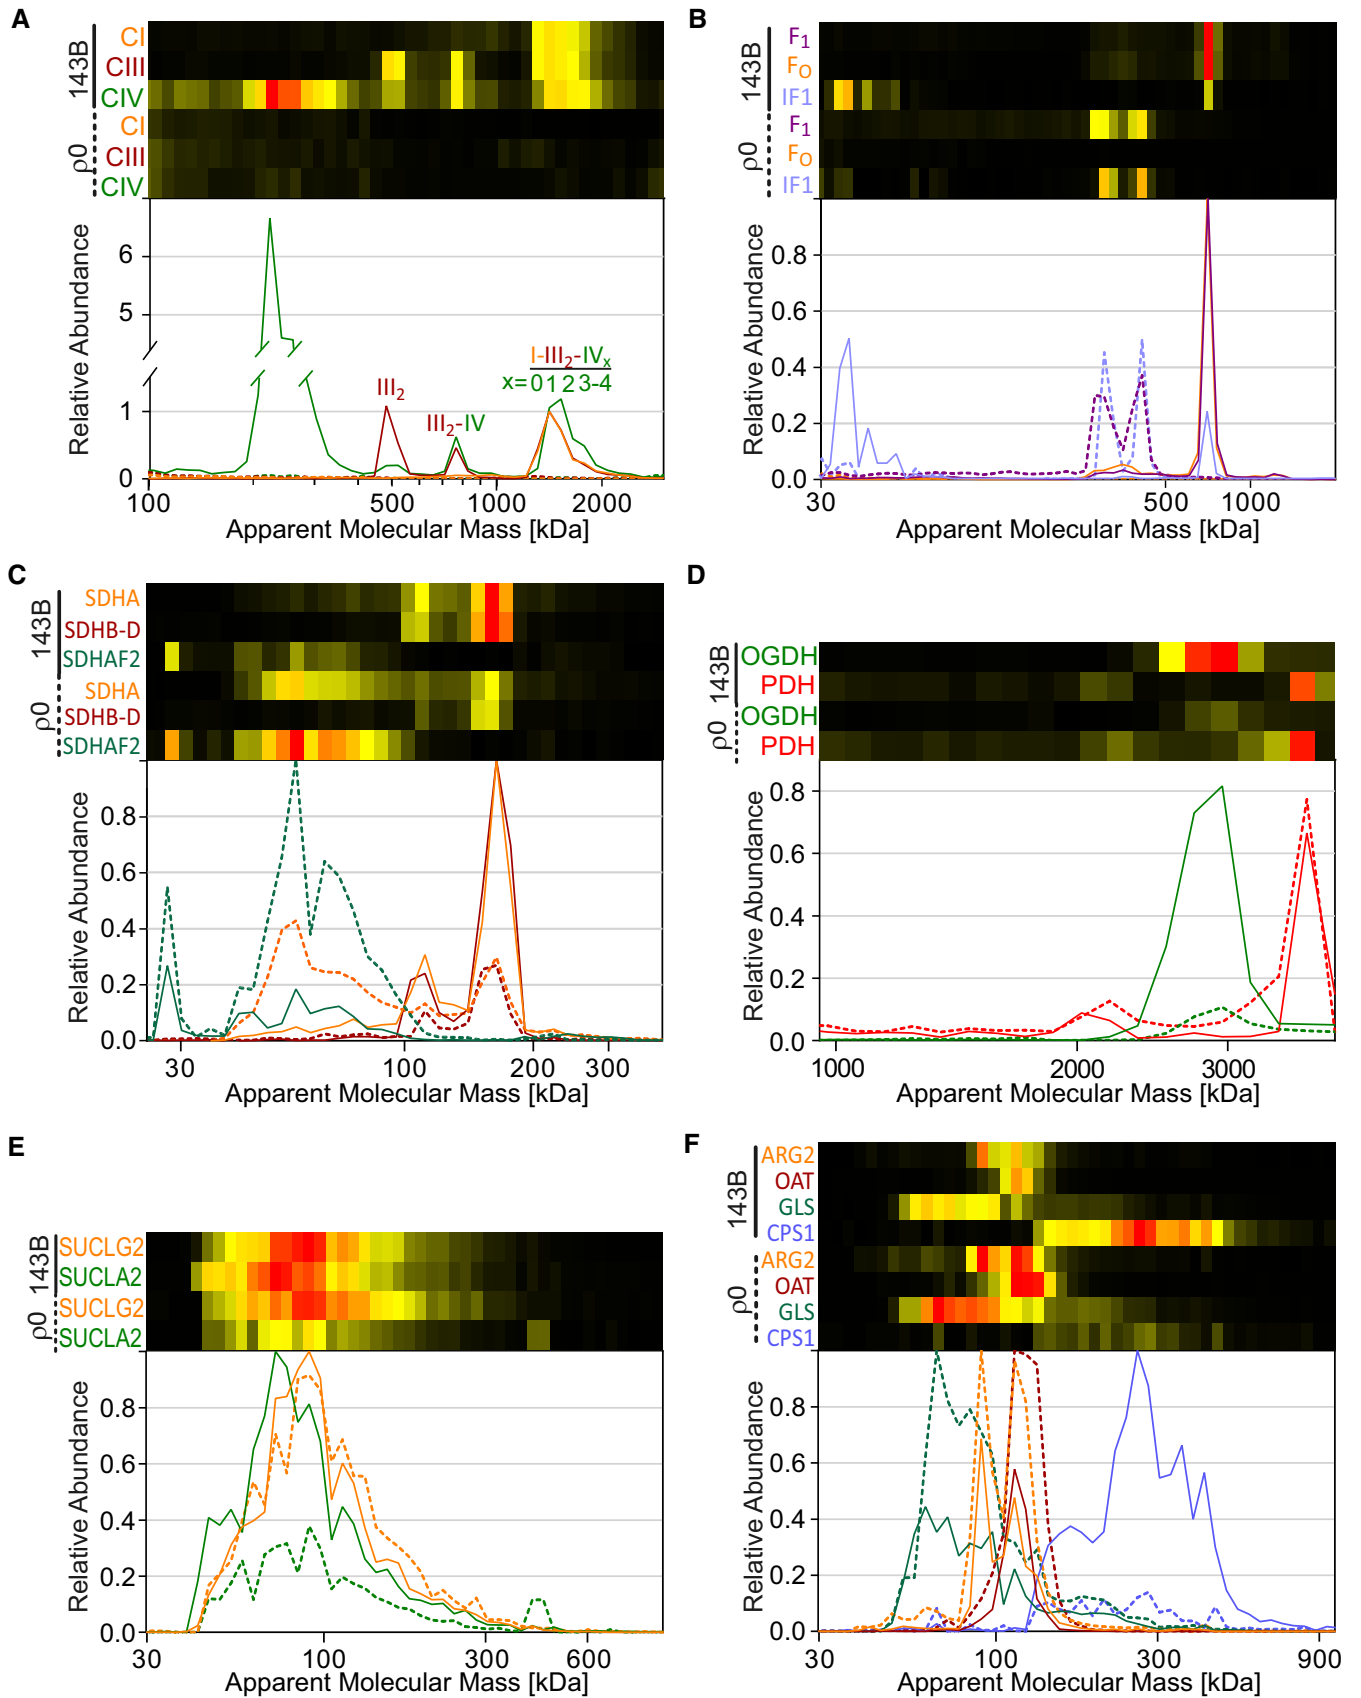 A
143B
CI
CIII
CIV
ρ0
CI
CIII
CIV
Relative Abundance
6
5
1
0
III2
III2-IV
I-III2-IVx
x=0 1 2 3-4
100 500 1000 2000
Apparent Molecular Mass [kDa]
B
143B
F1
FO
IF1
ρ0
F1
FO
IF1
Relative Abundance
0.8
0.6
0.4
0.2
0.0
30 500 1000
Apparent Molecular Mass [kDa]
C
143B
SDHA
SDHB-D
SDHAF2
ρ0
SDHA
SDHB-D
SDHAF2
Relative Abundance
0.8
0.6
0.4
0.2
0.0
30 100 200 300
Apparent Molecular Mass [kDa]
D
143B
OGDH
PDH
ρ0
OGDH
PDH
Relative Abundance
0.8
0.6
0.4
0.2
0.0
1000 2000 3000
Apparent Molecular Mass [kDa]
E
143B
SUCLG2
SUCLA2
ρ0
SUCLG2
SUCLA2
Relative Abundance
0.8
0.6
0.4
0.2
0.0
30 100 300 600
Apparent Molecular Mass [kDa]
F
143B
ARG2
OAT
GLS
CPS1
ρ0
ARG2
OAT
GLS
CPS1
Relative Abundance
0.8
0.6
0.4
0.2
0.0
30 100 300 900
Apparent Molecular Mass [kDa]